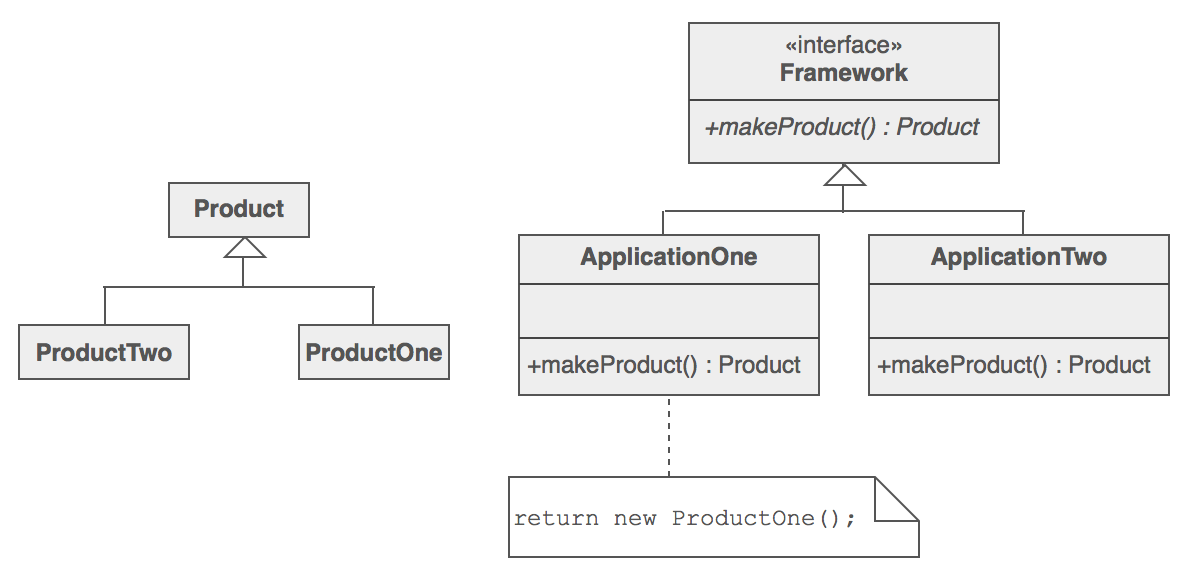 «interface»
Framework
+makeProduct() : Product
Product
ProductTwo
ProductOne
ApplicationOne
+makeProduct() : Product
ApplicationTwo
+makeProduct() : Product
return new ProductOne();